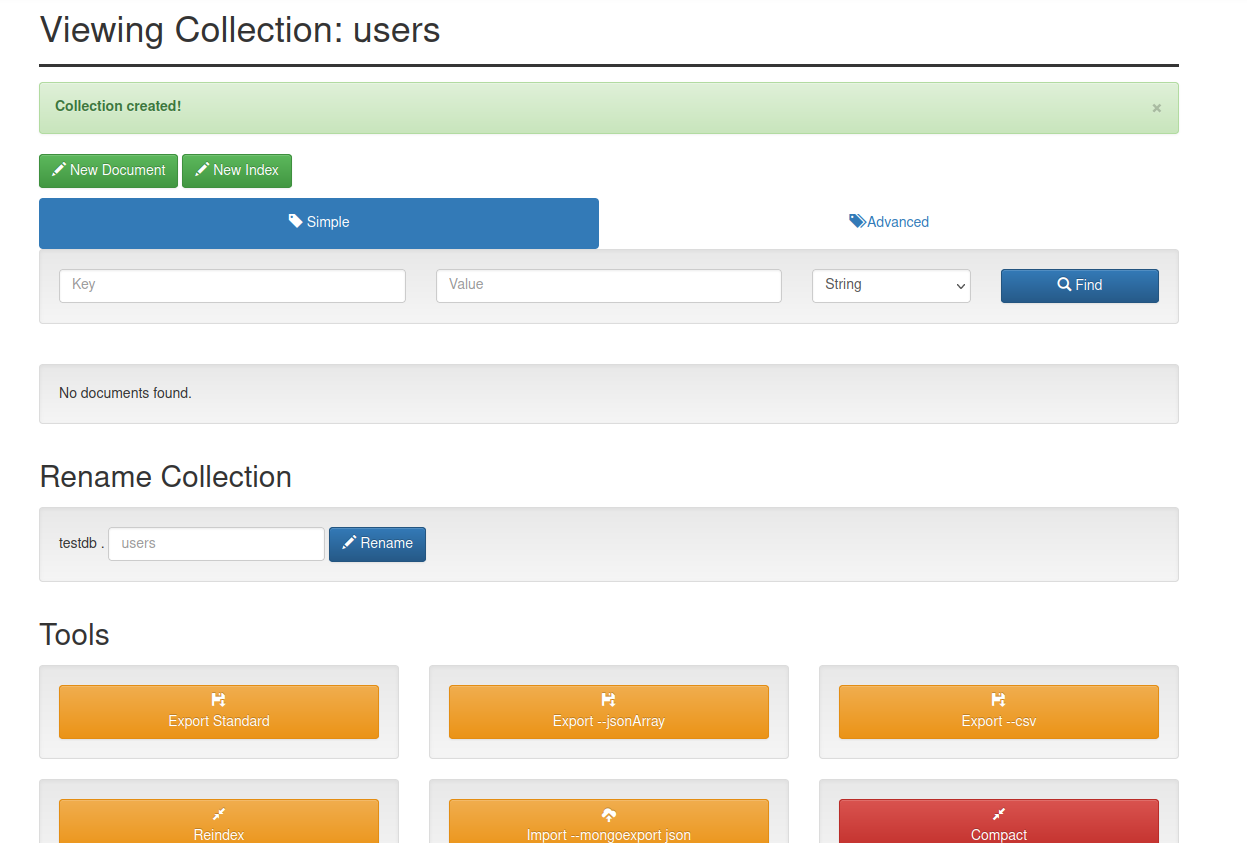 Viewing Collection: users
Collection created!
×
New Document New Index
Simple Advanced
Key Value String Find
No documents found.
Rename Collection
testdb . users Rename
Tools
Export Standard Export --jsonArray Export --csv
Reindex Import --mongoexport json Compact